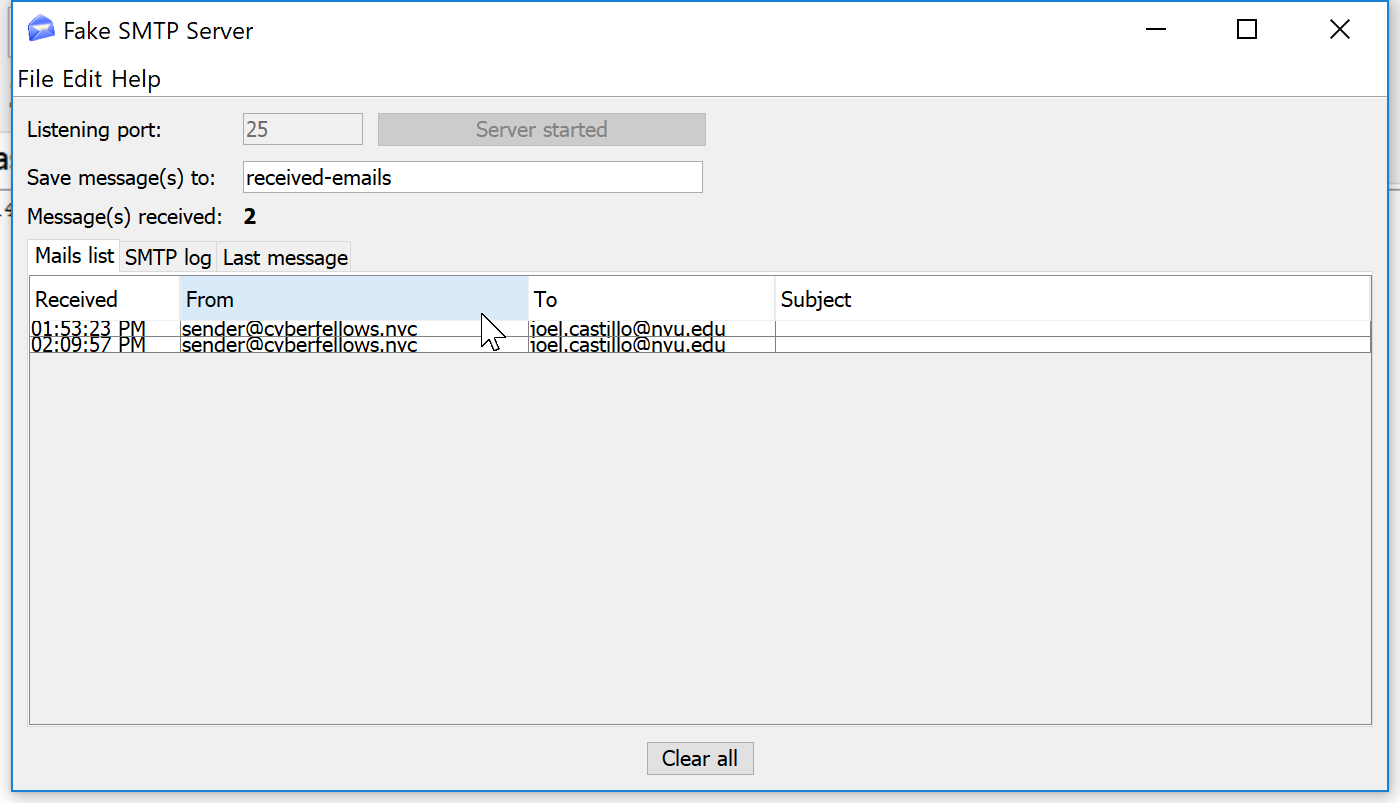 Fake SMTP Server
File Edit Help
Listening port: 25 Server started
Save message(s) to: received-emails
Message(s) received: 2
Mails list SMTP log Last message
Received From To Subject
01:53:23 PM sender@cyberfellows.nyc joel.castillo@nyu.edu
02:09:57 PM sender@cyberfellows.nyc joel.castillo@nyu.edu
Clear all